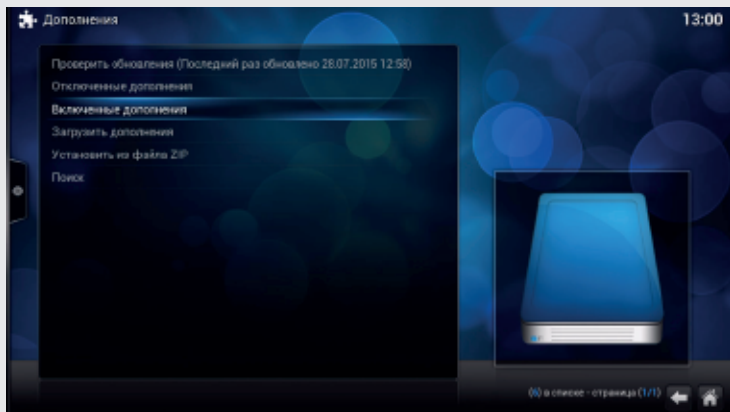 Дополнения
13:00
Проверить обновления (Последний раз обновлено 28.07.2015 12:58)
Отключенные дополнения
Включенные дополнения
Загрузить дополнения
Установить из файла ZIP
Поиск
(6) в списке - страница (1/1)